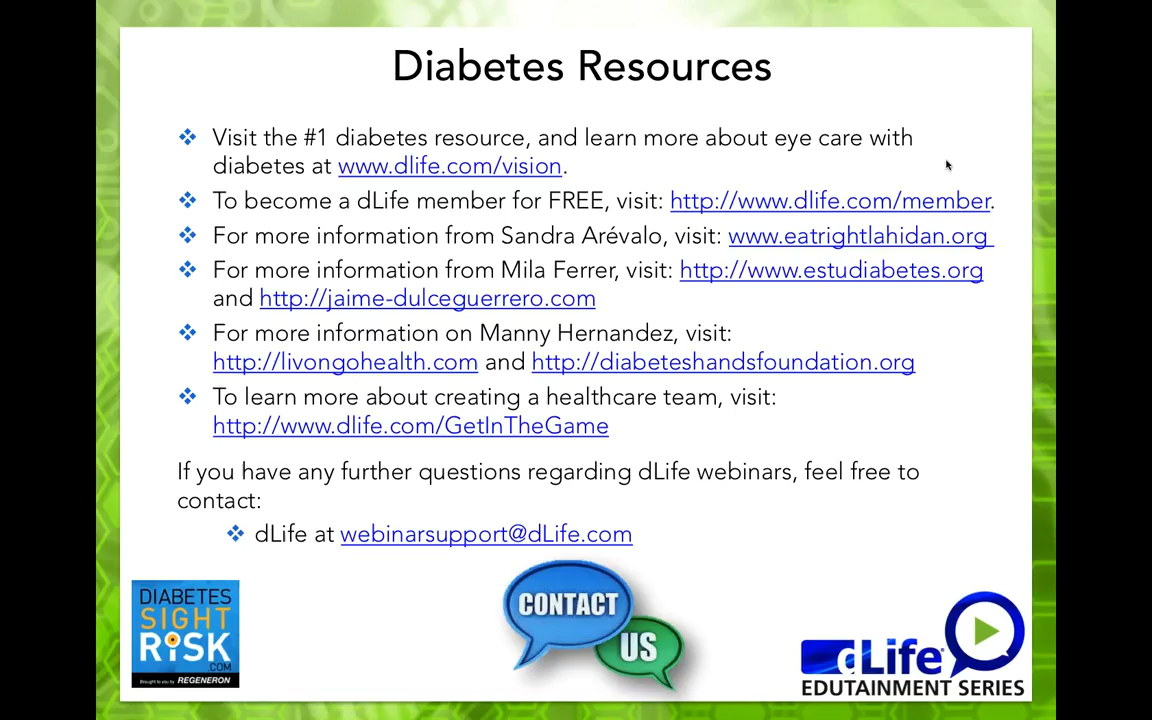 Diabetes Resources
Visit the #1 diabetes resource, and learn more about eye care with
diabetes at www.dlife.com/vision.
To become a dLife member for FREE, visit: http://www.dlife.com/member.
For more information from Sandra Arévalo, visit: www.eatrightlahidan.org
For more information from Mila Ferrer, visit: http://www.estudiabetes.org
and http://jaime-dulceguerrero.com
For more information on Manny Hernandez, visit:
http://livongohealth.com and http://diabeteshandsfoundation.org
To learn more about creating a healthcare team, visit:
http://www.dlife.com/GetInTheGame
If you have any further questions regarding dLife webinars, feel free to
contact:
dLife at webinarsupport@dLife.com
DIABETES
SIGHT
RISK
.COM
Brought to you by REGENERON
CONTACT
US
dLife®
EDUTAINMENT SERIES